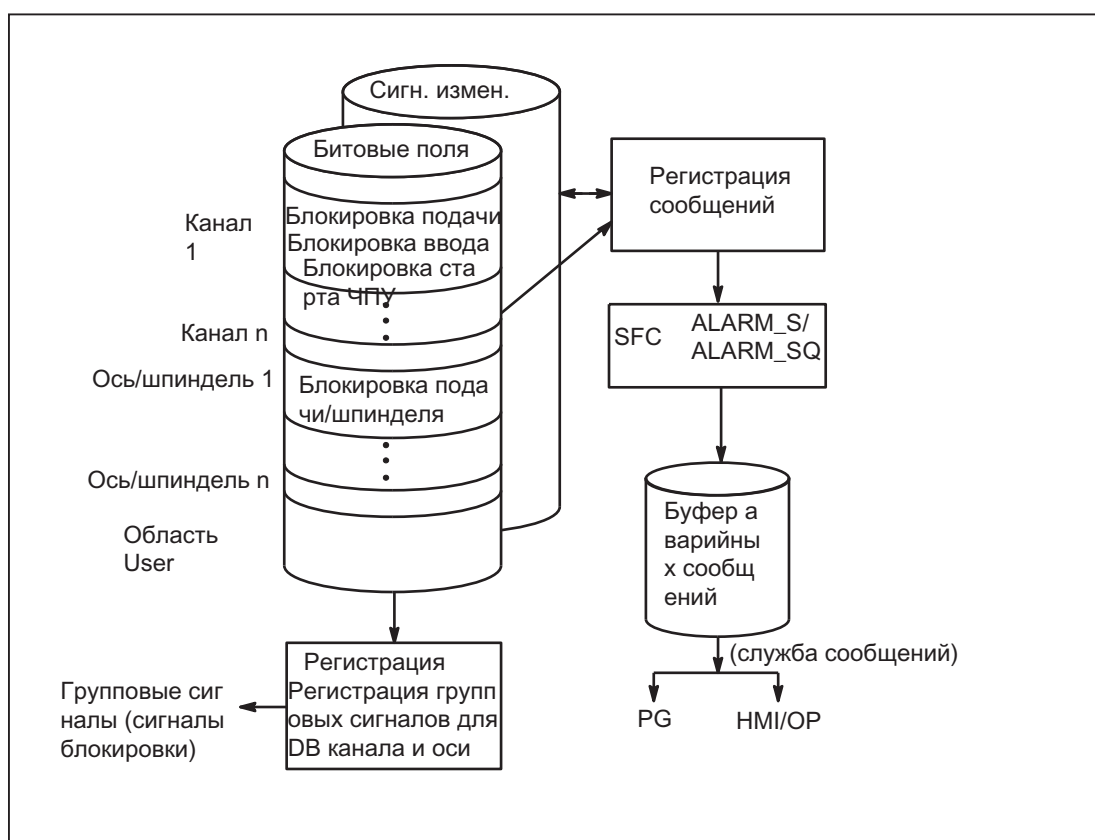 Сигн. измен.
Битовые поля
Канал
1
Блокировка подачи
Блокировка ввода
Блокировка ста
рта ЧПУ
Канал n
Ось/шпиндель 1
Блокировка пода
чи/шпинделя
Ось/шпиндель n
Область
User
Регистрация
сообщений
SFC
ALARM_S/
ALARM_SQ
Буфер а
варийны
х сообщ
ений
(служба сообщений)
PG
HMI/OP
Регистрация
Регистрация групп
овых сигналов для
DB канала и оси
Групповые сиг
налы (сигналы
блокировки)